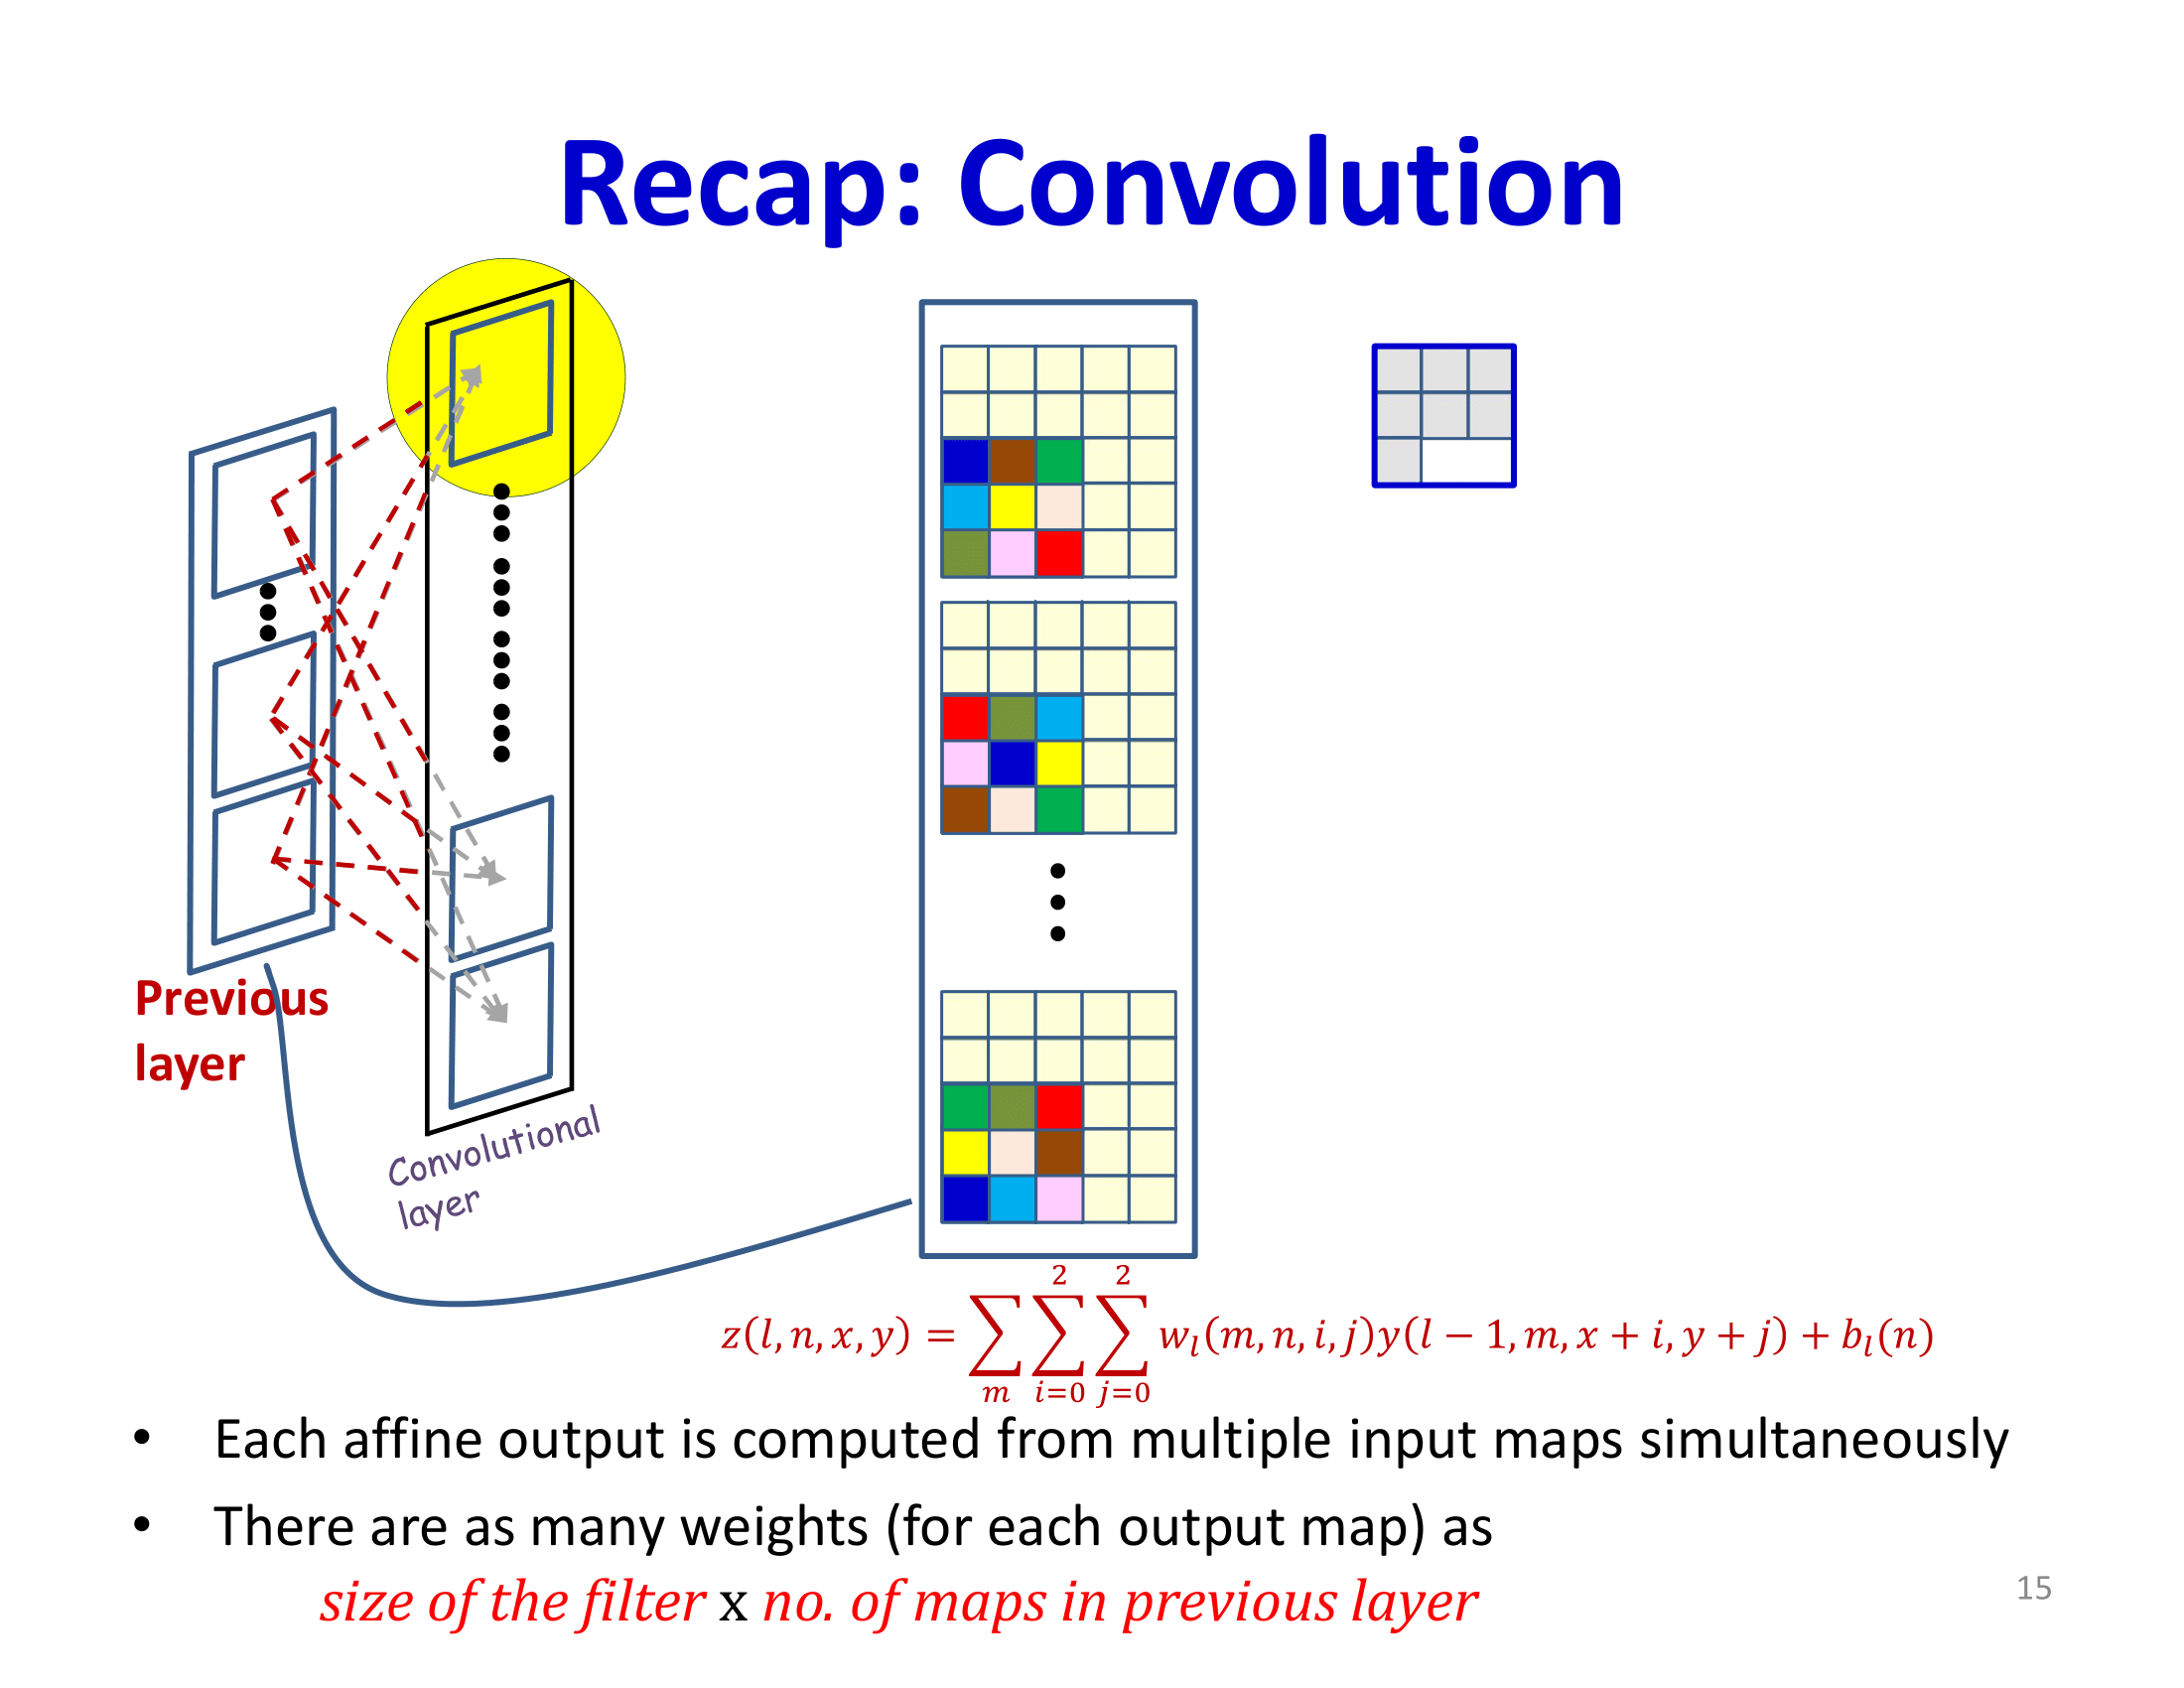 Recap: Convolution
Previous
layer
Convolutional
layer
z(l, n, x, y) = \sum_{m} \sum_{i=0}^{2} \sum_{j=0}^{2} w_l(m, n, i, j)y(l − 1, m, x + i, y + j) + b_l(n)
• Each affine output is computed from multiple input maps simultaneously
• There are as many weights (for each output map) as
size of the filter x no. of maps in previous layer
15